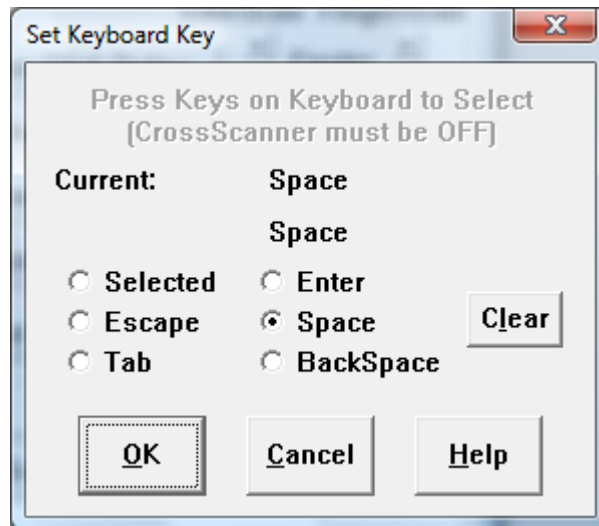 Set Keyboard Key
Press Keys on Keyboard to Select
(CrossScanner must be OFF)
Current: Space
Space
Selected Enter
Escape Space Clear
Tab BackSpace
OK Cancel Help